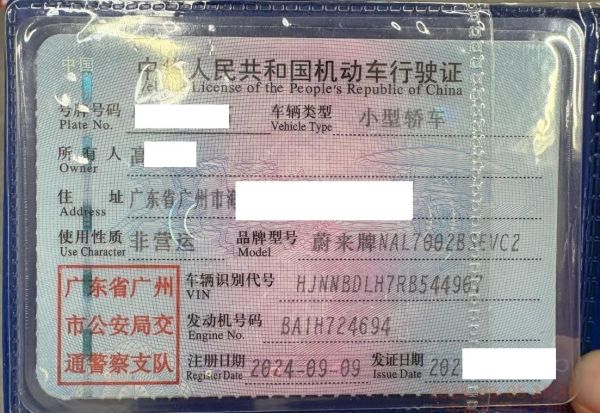 中国
中华人民共和国机动车行驶证
Vehicle License of the People's Republic of China
号牌号码 车辆类型 小型轿车
Plate No. Vehicle Type
所有人 高
Owner
住址 广东省广州市海
Address
使用性质 非营运 品牌型号 蔚来牌NAL7002BSEVC2
Use Character Model
广东省广州 车辆识别代号 HJNNBDLH7RB544967
VIN
市公安局交 发动机号码 BA1H724694
Engine No.
通警察支队 注册日期 2024-09-09 发证日期 202
Register Date Issue Date